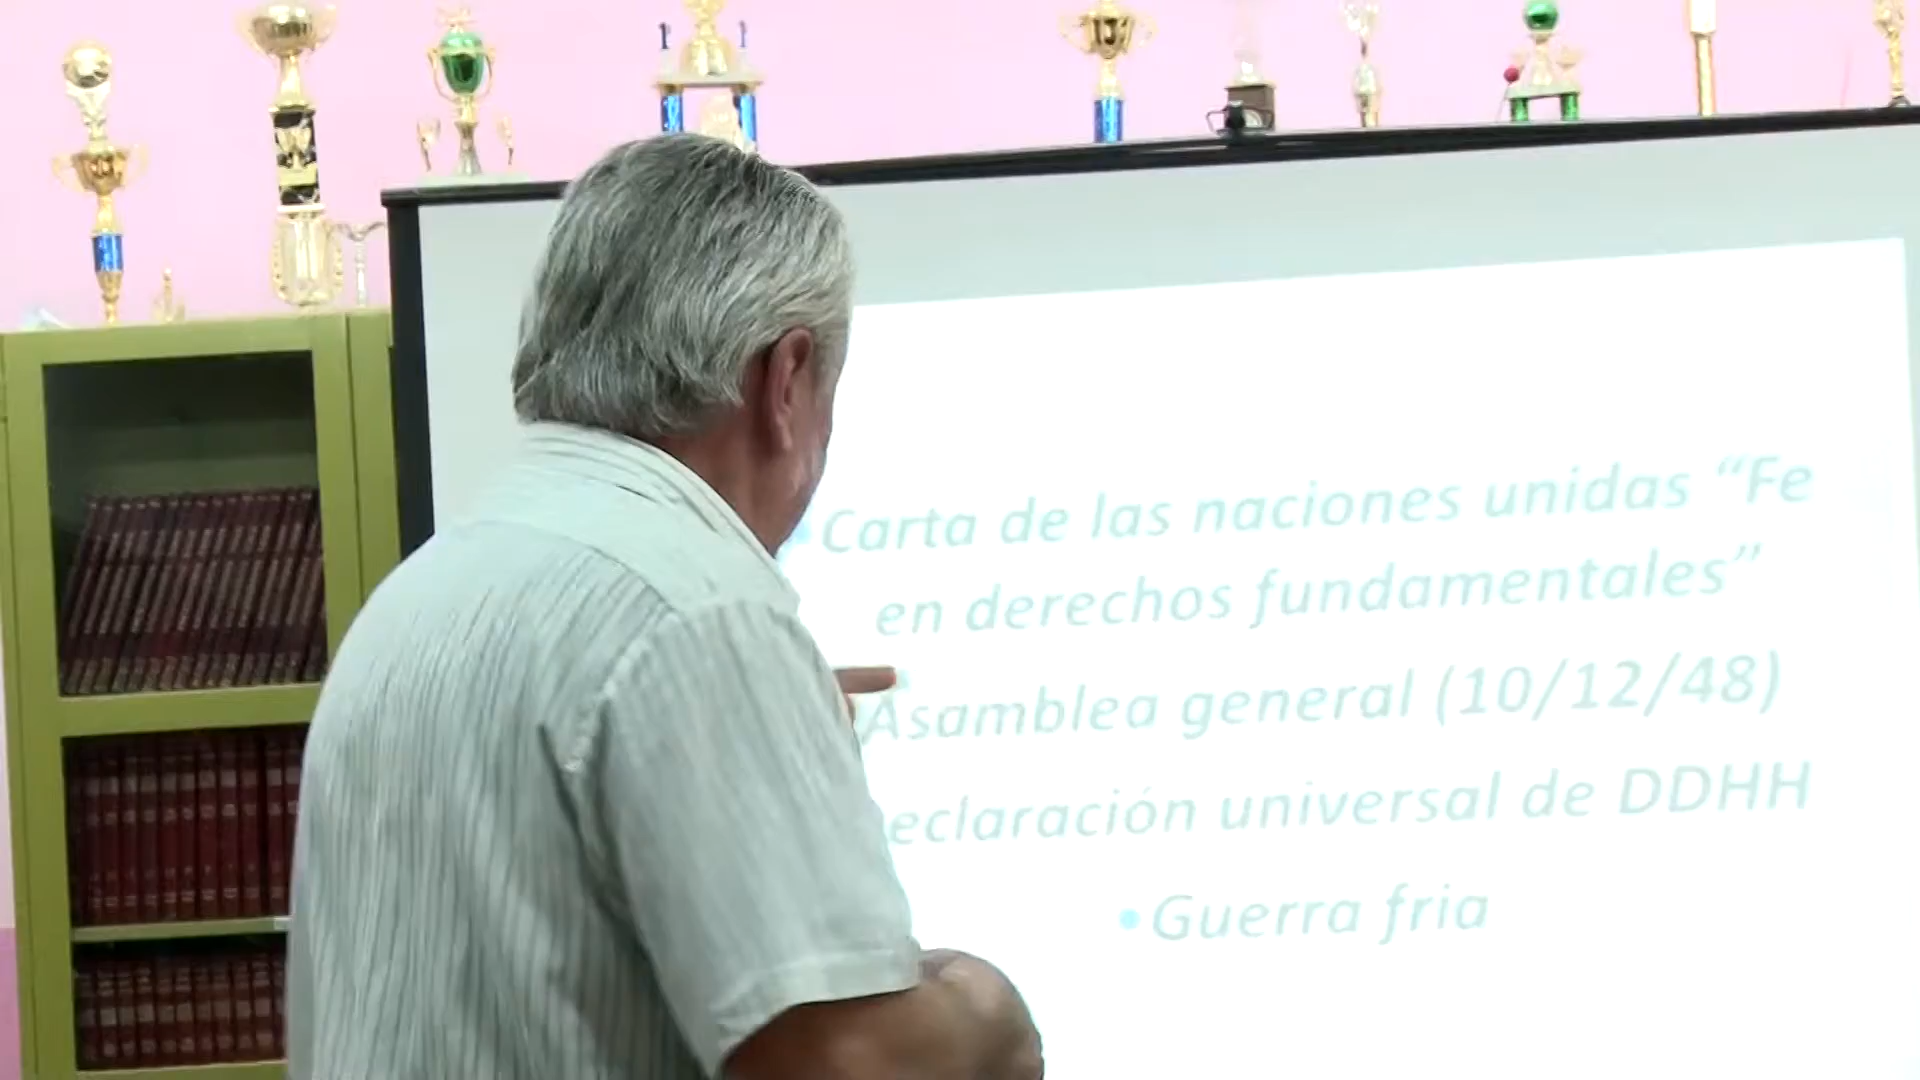 Carta de las naciones unidas “Fe
en derechos fundamentales”
Asamblea general (10/12/48)
eclaración universal de DDHH
• Guerra fria